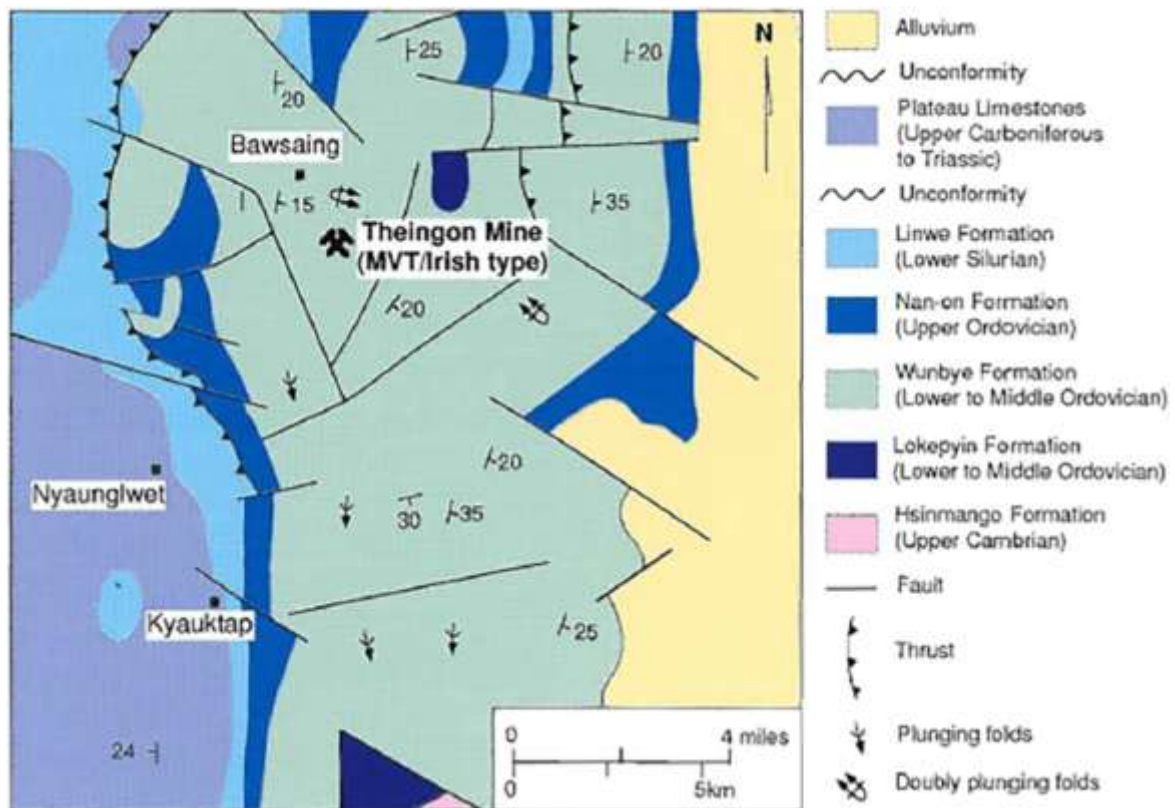 N
25
20
20
Bawsaing
15
35
Theingon Mine
(MVT/Irish type)
20
20
Nyaunglwet
30
35
Kyauktap
25
24
0
4 miles
0
5km
Alluvium
Unconformity
Plateau Limestones
(Upper Carboniferous
to Triassic)
Unconformity
Linwe Formation
(Lower Silurian)
Nan-on Formation
(Upper Ordovician)
Wunbye Formation
(Lower to Middle Ordovician)
Lokepyin Formation
(Lower to Middle Ordovician)
Hsinmango Formation
(Upper Cambrian)
Fault
Thrust
Plunging folds
Doubly plunging folds